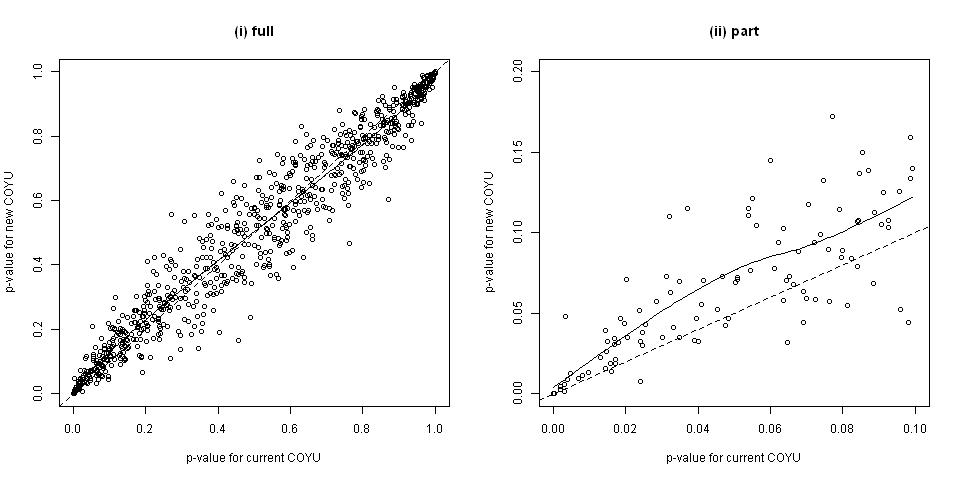 (i) full
p-value for new COYU
1.0
0.8
0.6
0.4
0.2
0.0
0.0 0.2 0.4 0.6 0.8 1.0
p-value for current COYU
(ii) part
p-value for new COYU
0.20
0.15
0.10
0.05
0.00
0.00 0.02 0.04 0.06 0.08 0.10
p-value for current COYU